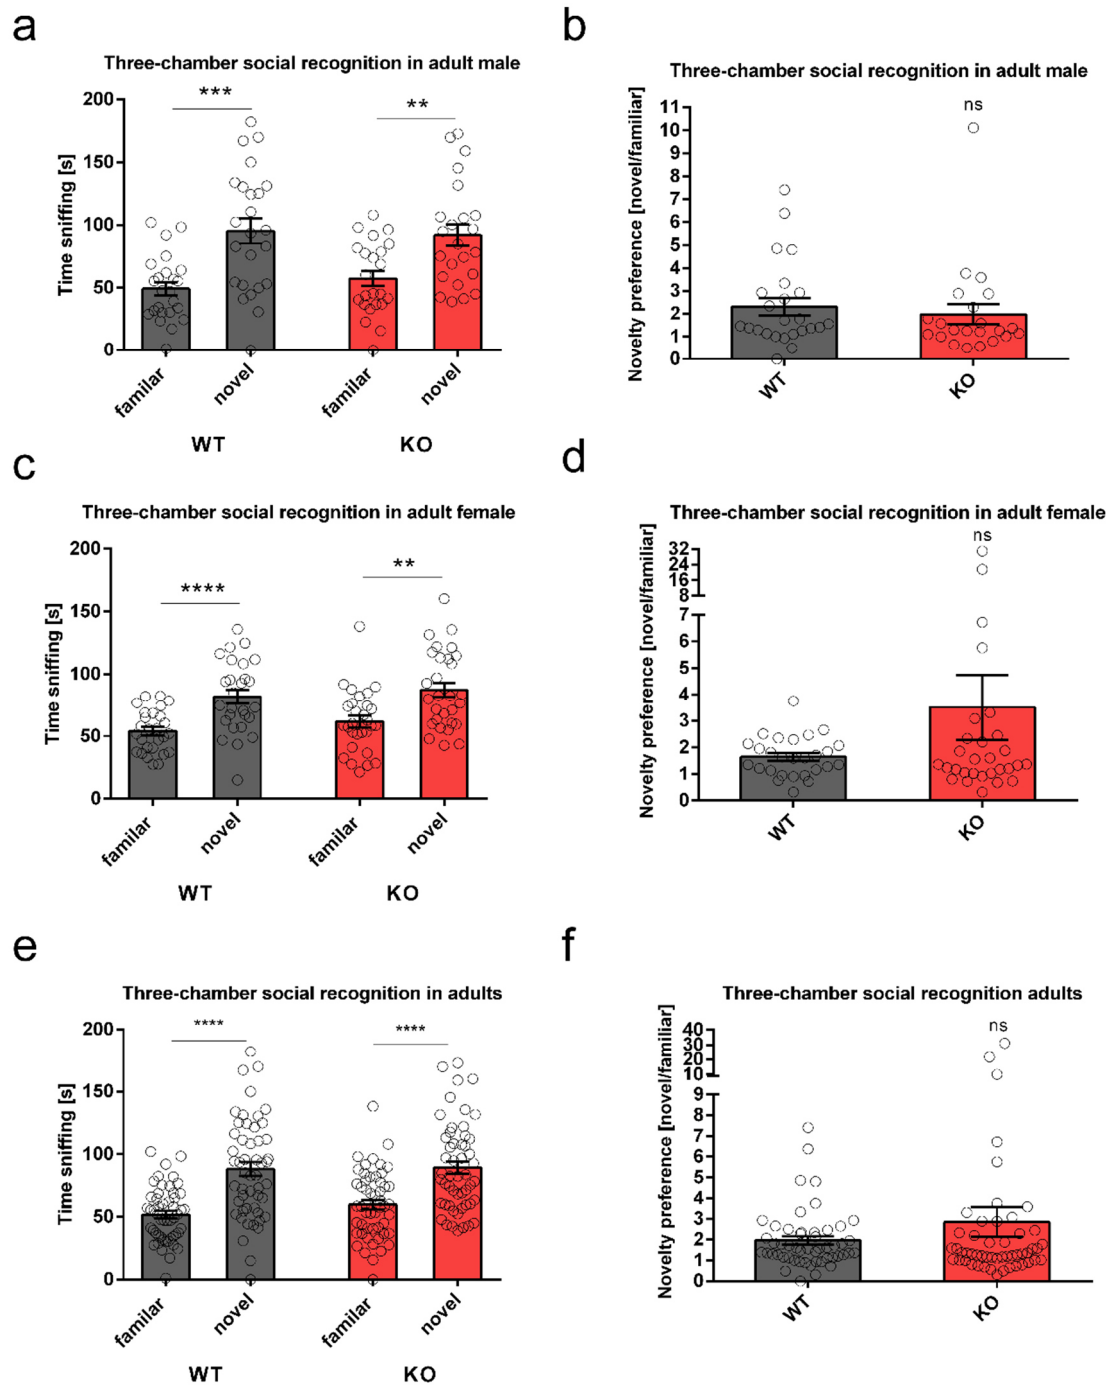 a
Three-chamber social recognition in adult male
Time sniffing [s]
200
150
100
50
0
***
**
familar
novel
familar
novel
WT
KO
b
Three-chamber social recognition in adult male
Novelty preference [novel/familiar]
11
10
9
8
7
6
5
4
3
2
1
0
ns
WT
KO
c
Three-chamber social recognition in adult female
Time sniffing [s]
200
150
100
50
0
****
**
familar
novel
familar
novel
WT
KO
d
Three-chamber social recognition in adult female
Novelty preference [novel/familiar]
32
24
16
8
7
6
5
4
3
2
1
0
ns
WT
KO
e
Three-chamber social recognition in adults
Time sniffing [s]
200
150
100
50
0
****
****
familar
novel
familar
novel
WT
KO
f
Three-chamber social recognition adults
Novelty preference [novel/familiar]
40
30
20
10
9
8
7
6
5
4
3
2
1
0
ns
WT
KO